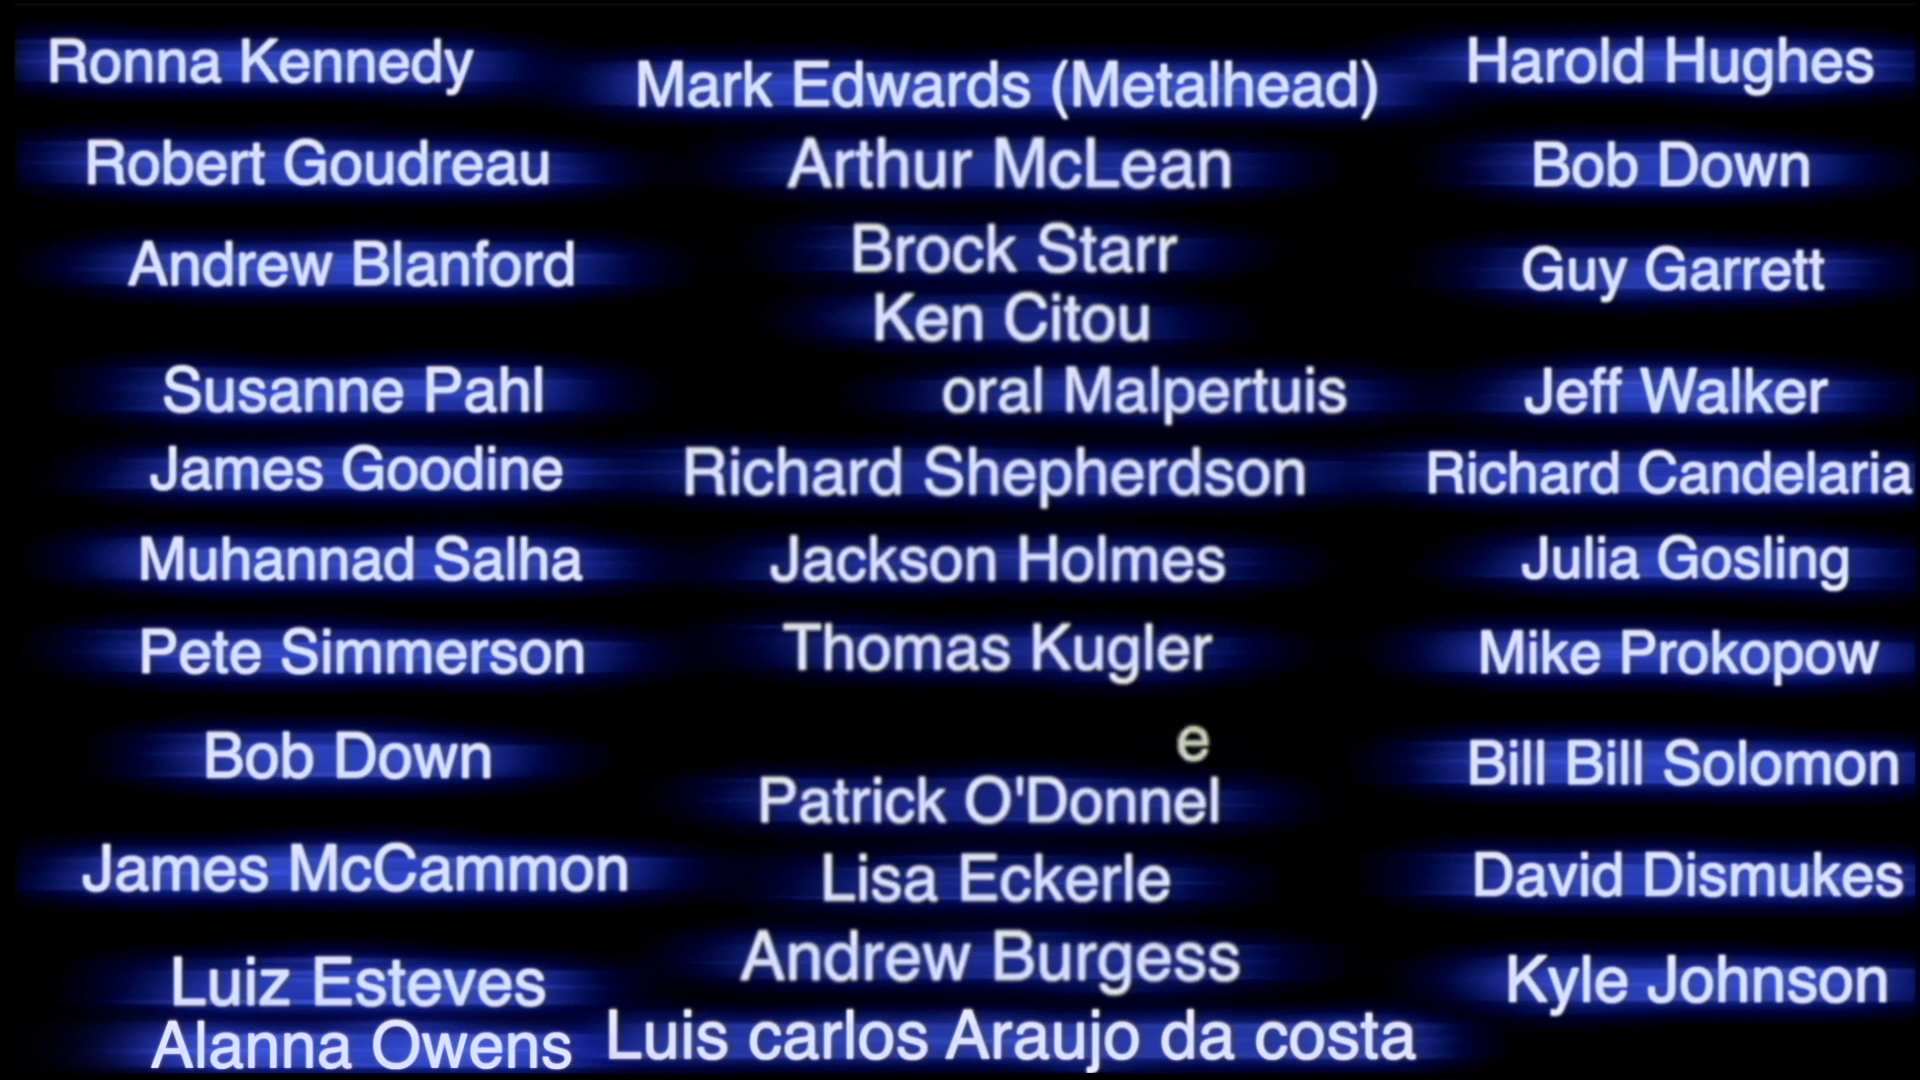 Ronna Kennedy
Robert Goudreau
Andrew Blanford
Susanne Pahl
James Goodine
Muhannad Salha
Pete Simmerson
Bob Down
James McCammon
Luiz Esteves
Alanna Owens
Mark Edwards (Metalhead)
Arthur McLean
Brock Starr
Ken Citou
oral Malpertuis
Richard Shepherdson
Jackson Holmes
Thomas Kugler
e
Patrick O'Donnel
Lisa Eckerle
Andrew Burgess
Luis carlos Araujo da costa
Harold Hughes
Bob Down
Guy Garrett
Jeff Walker
Richard Candelaria
Julia Gosling
Mike Prokopow
Bill Bill Solomon
David Dismukes
Kyle Johnson